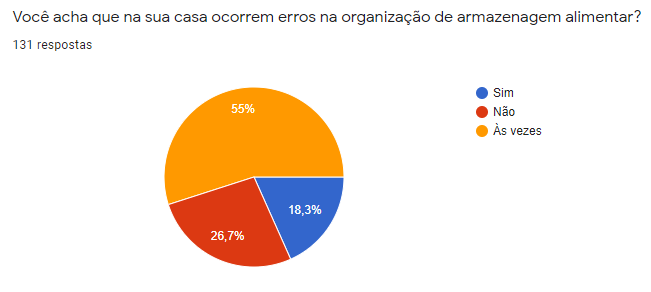 Você acha que na sua casa ocorrem erros na organização de armazenagem alimentar?
131 respostas
Sim
Não
Às vezes
55%
18,3%
26,7%